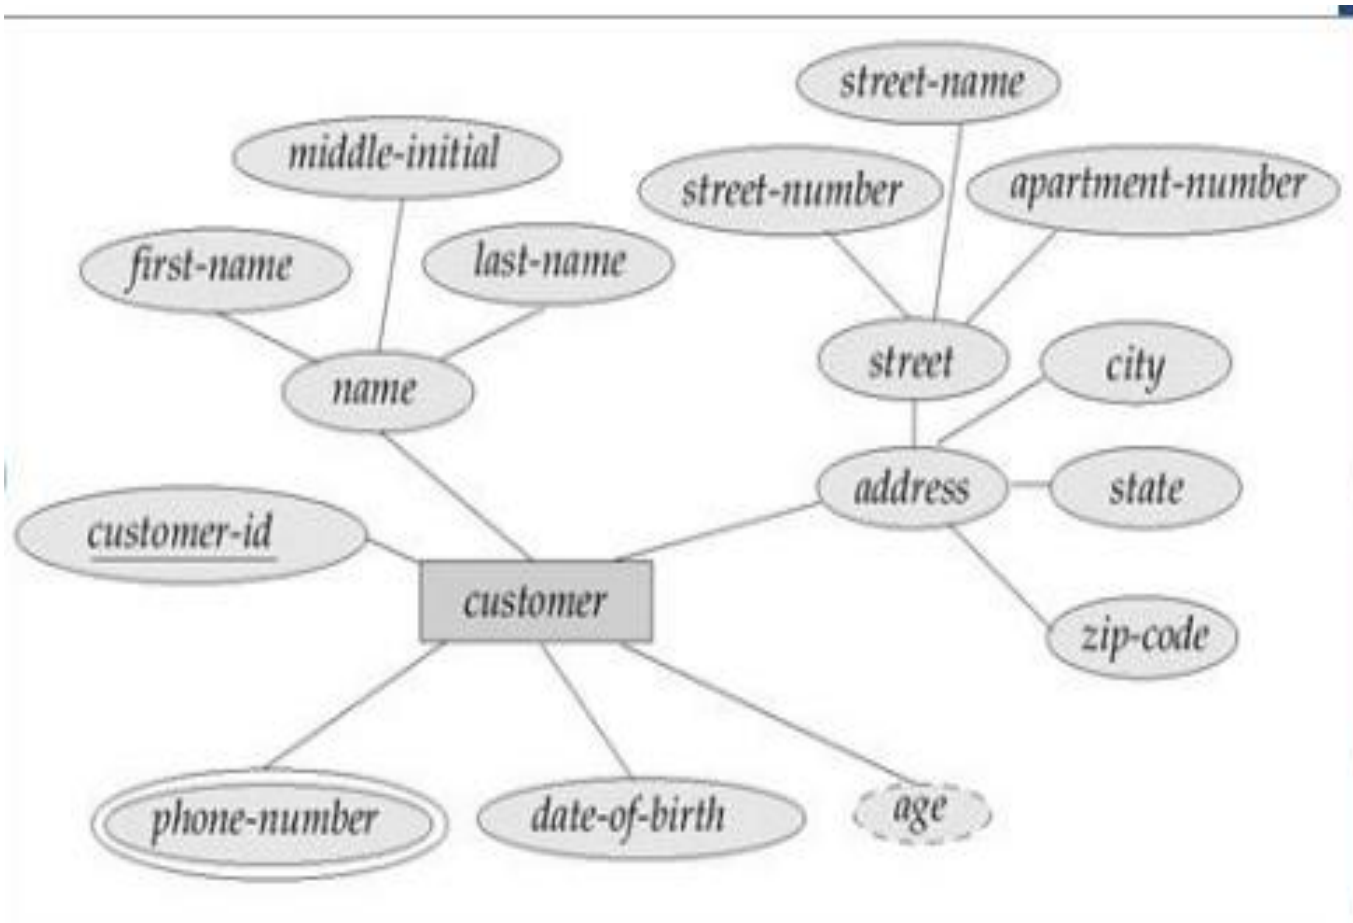 street-name
middle-initial
street-number
apartment-number
first-name
last-name
street
city
name
address
state
customer-id
customer
zip-code
phone-number
date-of-birth
age